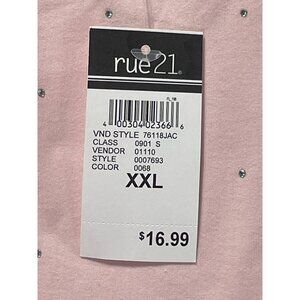 rue21
4 00304 02366 6
VND STYLE 76118JAC
CLASS 0901 S
VENDOR 01110
STYLE 0007693
COLOR 0068
XXL
$16.99